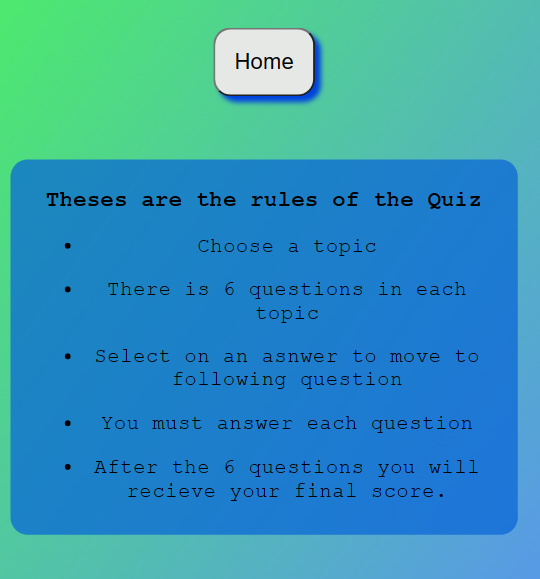 Home
Theses are the rules of the Quiz
• Choose a topic
• There is 6 questions in each
topic
• Select on an asnwer to move to
following question
• You must answer each question
• After the 6 questions you will
recieve your final score.